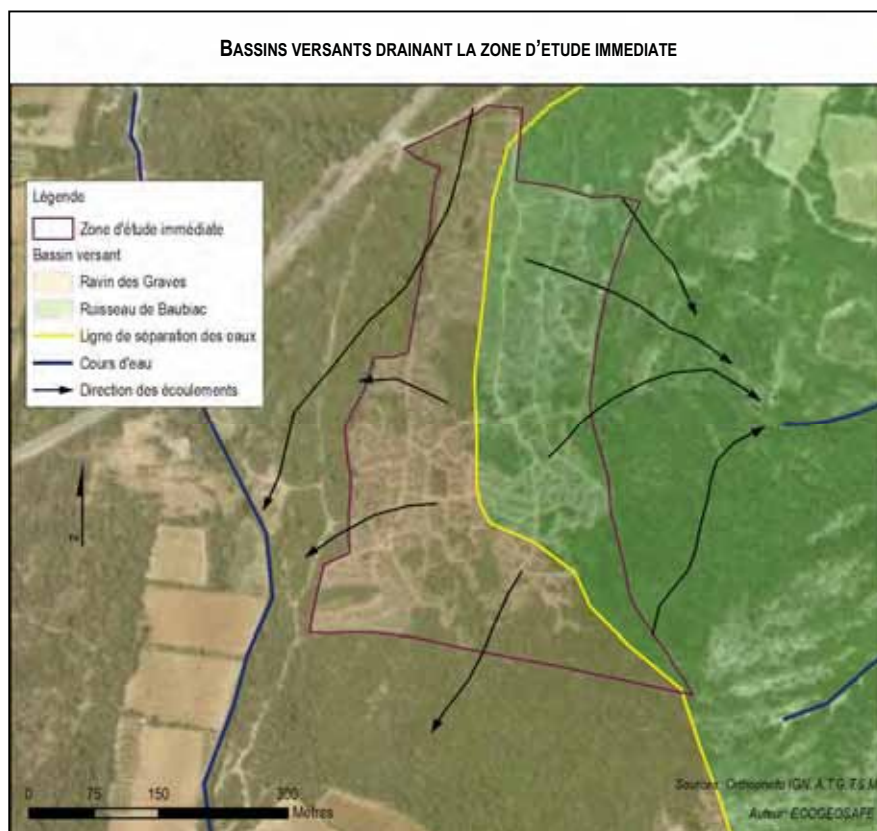 BASSINS VERSANTS DRAINANT LA ZONE D'ETUDE IMMEDIATE
Légende
Zone d'étude immédiate
Bassin versant
Ravin des Graves
Ruisseau de Baubiac
Ligne de séparation des eaux
Cours d'eau
Direction des écoulements
N
0 75 150 300
Mètres
Sources: Orthophoto IGN, A.T.G.T.& M
Auteur: ECOGEOSAFE